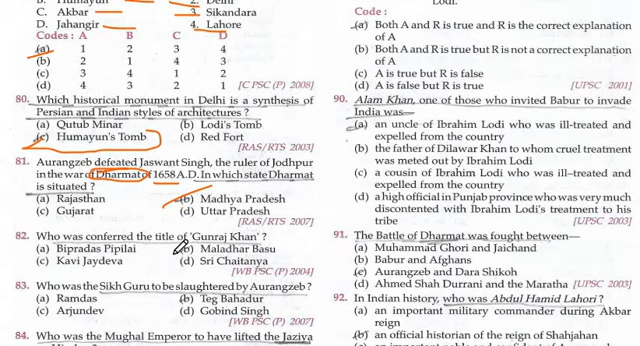 B. Humayun 2. Delhi
C. Akbar 3. Sikandara
D. Jahangir 4. Lahore
Codes : A B C D
(a) 1 2 3 4
(b) 2 1 4 3
(c) 3 4 1 2
(d) 4 3 2 1 [CPSC (P) 2008]
80. Which historical monument in Delhi is a synthesis of
Persian and Indian styles of architectures ?
(a) Qutub Minar (b) Lodi's Tomb
(c) Humayun's Tomb (d) Red Fort
[RAS/RTS 2003]
81. Aurangzeb defeated Jaswant Singh, the ruler of Jodhpur
in the war of Dharmat of 1658 A.D. In which state Dharmat
is situated ?
(a) Rajasthan (b) Madhya Pradesh
(c) Gujarat (d) Uttar Pradesh
[RAS/RTS 2007]
82. Who was conferred the title of 'Gunraj Khan' ?
(a) Bipradas Pipilai (b) Maladhar Basu
(c) Kavi Jaydeva (d) Sri Chaitanya
[WB PSC (P) 2004]
83. Who was the Sikh Guru to be slaughtered by Aurangzeb ?
(a) Ramdas (b) Teg Bahadur
(c) Arjundev (d) Gobind Singh
[WB PSC (P) 2007]
84. Who was the Mughal Emperor to have lifted the Jaziya
Lodi.
Code :
(a) Both A and R is true and R is the correct explanation
of A
(b) Both A and R is true but R is not a correct explanation
of A
(c) A is true but R is false
(d) A is false but R is true [UPSC 2001]
90. Alam Khan, one of those who invited Babur to invade
India was—
(a) an uncle of Ibrahim Lodi who was ill-treated and
expelled from the country
(b) the father of Dilawar Khan to whom cruel treatment
was meted out by Ibrahim Lodi
(c) a cousin of Ibrahim Lodi who was ill–treated and
expelled from the country
(d) a high official in Punjab province who was very much
discontented with Ibrahim Lodi's treatment to his
tribe [UPSC 2003]
91. The Battle of Dharmat was fought between—
(a) Muhammad Ghori and Jaichand
(b) Babur and Afghans
(c) Aurangzeb and Dara Shikoh
(d) Ahmed Shah Durrani and the Maratha [UPSC 2003]
92. In Indian history, who was Abdul Hamid Lahori ?
(a) an important military commander during Akbar
reign
(b) an official historian of the reign of Shahjahan